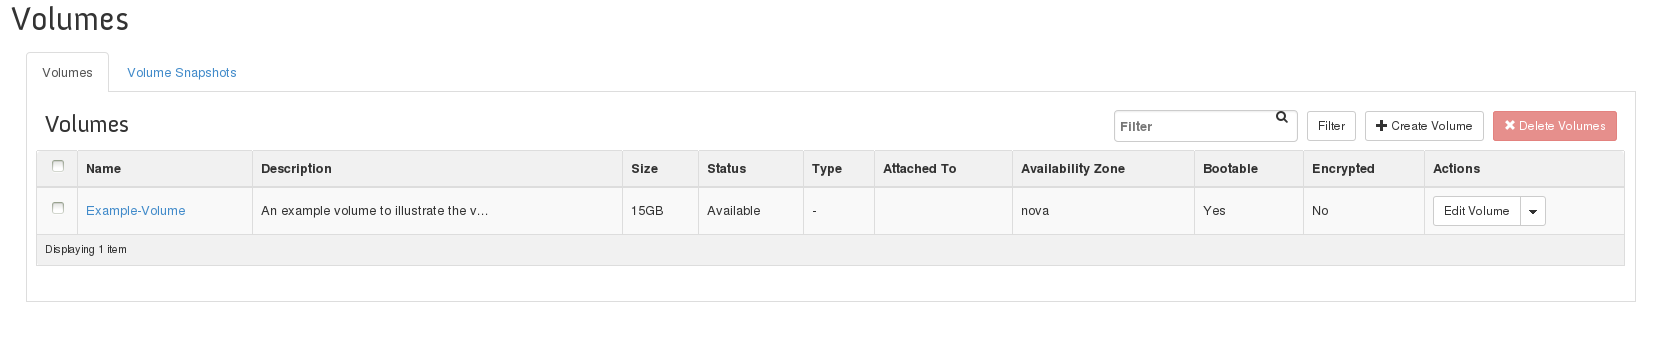 Volumes
Volumes Volume Snapshots
Volumes Filter Filter Create Volume Delete Volumes
Name Description Size Status Type Attached To Availability Zone Bootable Encrypted Actions
Example-Volume An example volume to illustrate the v... 15GB Available - nova Yes No Edit Volume
Displaying 1 item